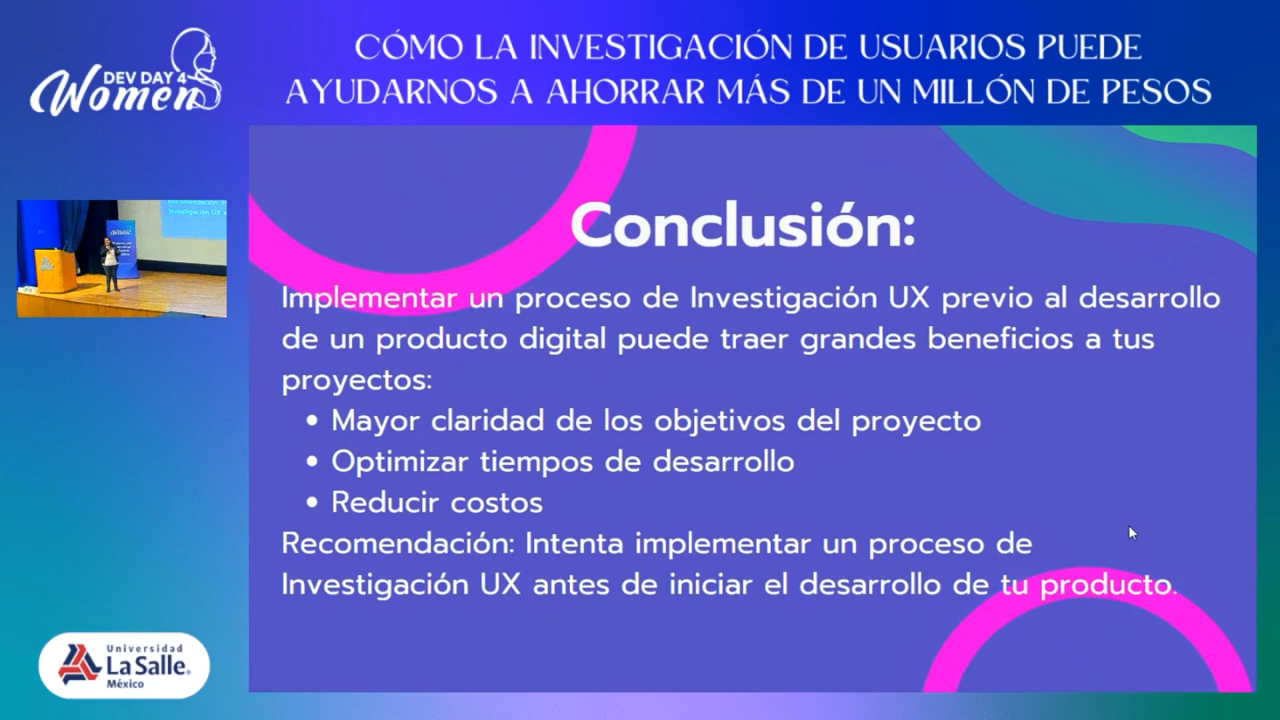 DEV DAY 4
Women
CÓMO LA INVESTIGACIÓN DE USUARIOS PUEDE
AYUDARNOS A AHORRAR MÁS DE UN MILLÓN DE PESOS
Conclusión:
Implementar un proceso de Investigación UX previo al desarrollo
de un producto digital puede traer grandes beneficios a tus
proyectos:
• Mayor claridad de los objetivos del proyecto
• Optimizar tiempos de desarrollo
• Reducir costos
Recomendación: Intenta implementar un proceso de
Investigación UX antes de iniciar el desarrollo de tu producto.
Universidad
La Salle®
México